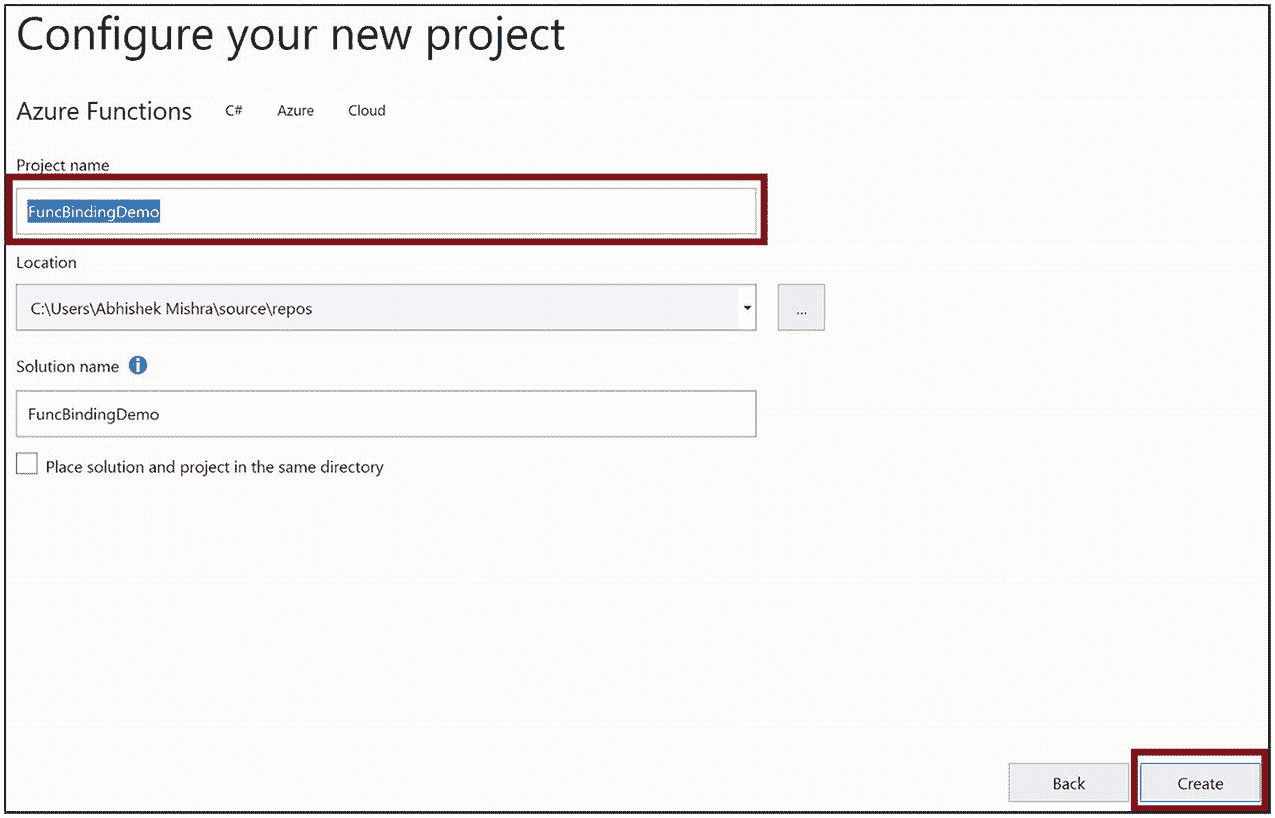 Configure your new project
Azure Functions C# Azure Cloud
Project name
FuncBindingDemo
Location
C:\Users\Abhishek Mishra\source\repos
...
Solution name i
FuncBindingDemo
Place solution and project in the same directory
Back Create